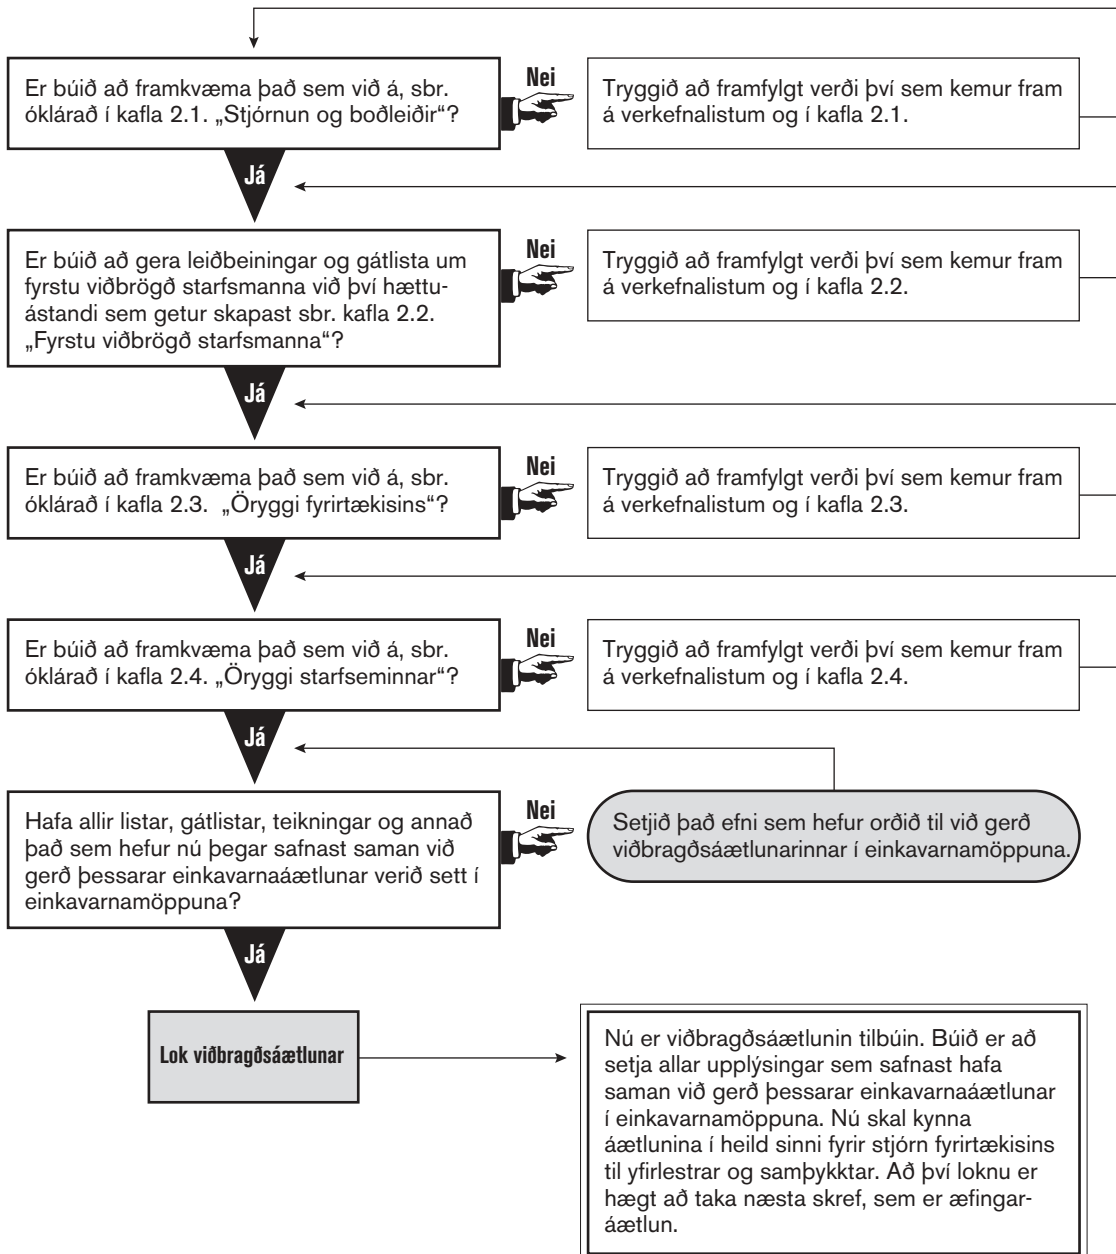 Er búið að framkvæma það sem við á, sbr.
óklárað í kafla 2.1. „Stjórnun og boðleiðir“?
Nei
Tryggið að framfylgt verði því sem kemur fram
á verkefnalistum og í kafla 2.1.
Já
Er búið að gera leiðbeiningar og gátlista um
fyrstu viðbrögð starfsmanna við því hættu-
ástandi sem getur skapast sbr. kafla 2.2.
„Fyrstu viðbrögð starfsmanna“?
Nei
Tryggið að framfylgt verði því sem kemur fram
á verkefnalistum og í kafla 2.2.
Já
Er búið að framkvæma það sem við á, sbr.
óklárað í kafla 2.3. „Öryggi fyrirtækisins“?
Nei
Tryggið að framfylgt verði því sem kemur fram
á verkefnalistum og í kafla 2.3.
Já
Er búið að framkvæma það sem við á, sbr.
óklárað í kafla 2.4. „Öryggi starfseminnar“?
Nei
Tryggið að framfylgt verði því sem kemur fram
á verkefnalistum og í kafla 2.4.
Já
Hafa allir listar, gátlistar, teikningar og annað
það sem hefur nú þegar safnast saman við
gerð þessarar einkavarnaáætlunar verið sett í
einkavarnamöppuna?
Nei
Setjið það efni sem hefur orðið til við gerð
viðbragðsáætlunarinnar í einkavarnamöppuna.
Já
Lok viðbragðsáætlunar
Nú er viðbragðsáætlunin tilbúin. Búið er að
setja allar upplýsingar sem safnast hafa
saman við gerð þessarar einkavarnaáætlunar
í einkavarnamöppuna. Nú skal kynna
áætlunina í heild sinni fyrir stjórn fyrirtækisins
til yfirlestrar og samþykktar. Að því loknu er
hægt að taka næsta skref, sem er æfingar-
áætlun.